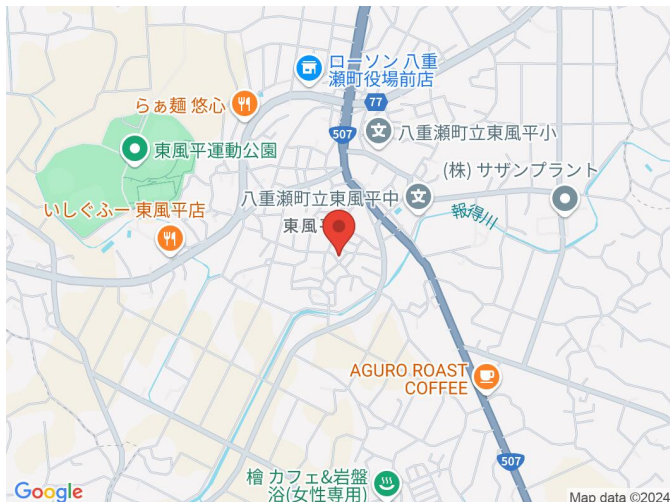 ローソン 八重
瀬町役場前店
77
らぁ麺 悠心
507
八重瀬町立東風平小
東風平運動公園
(株) サザンプラント
八重瀬町立東風平中
いしぐふー 東風平店
東風平
報得川
AGURO ROAST
COFFEE
507
檜 カフェ&岩盤
浴(女性専用)
Google
Map data ©2024